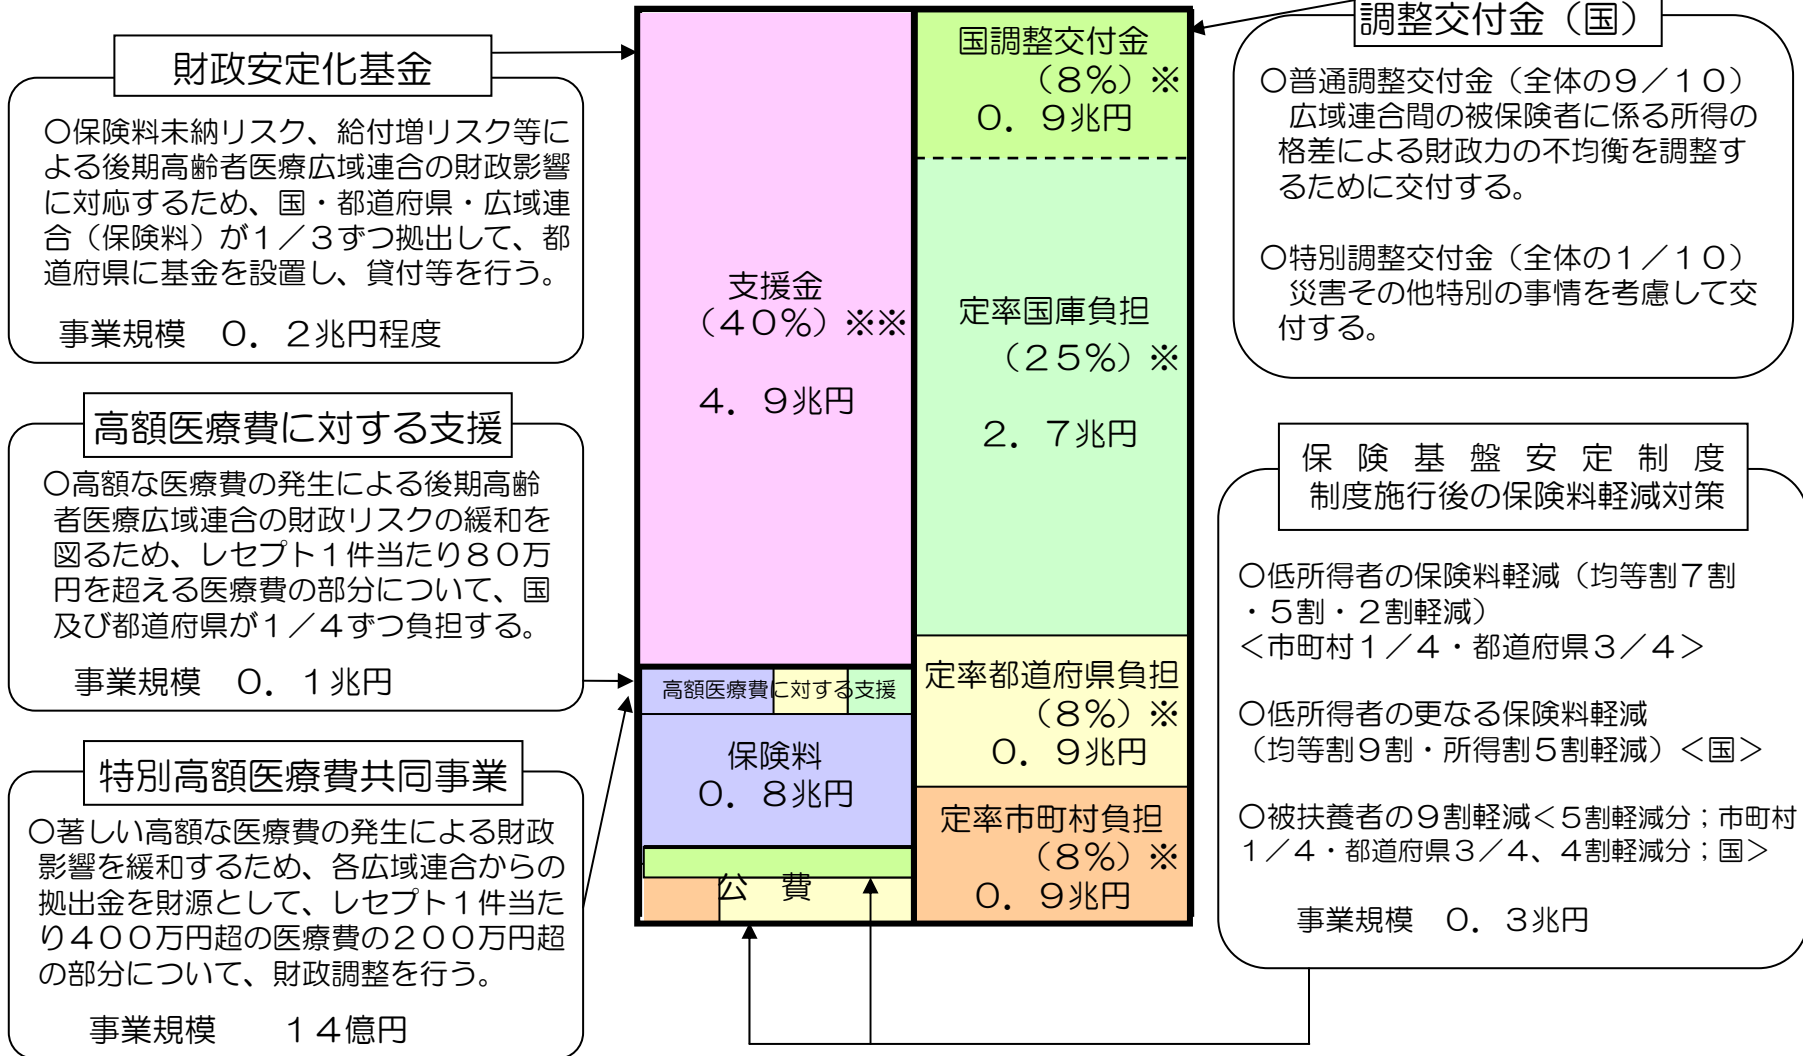 財政安定化基金
〇保険料未納リスク、給付増リスク等に
よる後期高齢者医療広域連合の財政影響
に対応するため、国・都道府県・広域連
合（保険料）が１／３ずつ拠出して、都
道府県に基金を設置し、貸付等を行う。
事業規模　０．２兆円程度
高額医療費に対する支援
〇高額な医療費の発生による後期高齢
者医療広域連合の財政リスクの緩和を
図るため、レセプト１件当たり８０万
円を超える医療費の部分について、国
及び都道府県が１／４ずつ負担する。
事業規模　０．１兆円
特別高額医療費共同事業
〇著しい高額な医療費の発生による財政
影響を緩和するため、各広域連合からの
拠出金を財源として、レセプト１件当た
り４００万円超の医療費の２００万円超
の部分について、財政調整を行う。
事業規模　　１４億円
支援金
（４０％）※※
４．９兆円
高額医療費に対する支援
保険料
０．８兆円
公　費
国調整交付金
（８％）※
０．９兆円
定率国庫負担
（２５％）※
２．７兆円
定率都道府県負担
（８％）※
０．９兆円
定率市町村負担
（８％）※
０．９兆円
調整交付金（国）
〇普通調整交付金（全体の９／１０）
広域連合間の被保険者に係る所得の
格差による財政力の不均衡を調整す
るために交付する。
〇特別調整交付金（全体の１／１０）
災害その他特別の事情を考慮して交
付する。
保　険　基　盤　安　定　制　度
制度施行後の保険料軽減対策
〇低所得者の保険料軽減（均等割７割
・５割・２割軽減）
＜市町村１／４・都道府県３／４＞
〇低所得者の更なる保険料軽減
（均等割９割・所得割５割軽減）＜国＞
〇被扶養者の９割軽減＜５割軽減分；市町村
１／４・都道府県３／４、４割軽減分；国＞
事業規模　０．３兆円